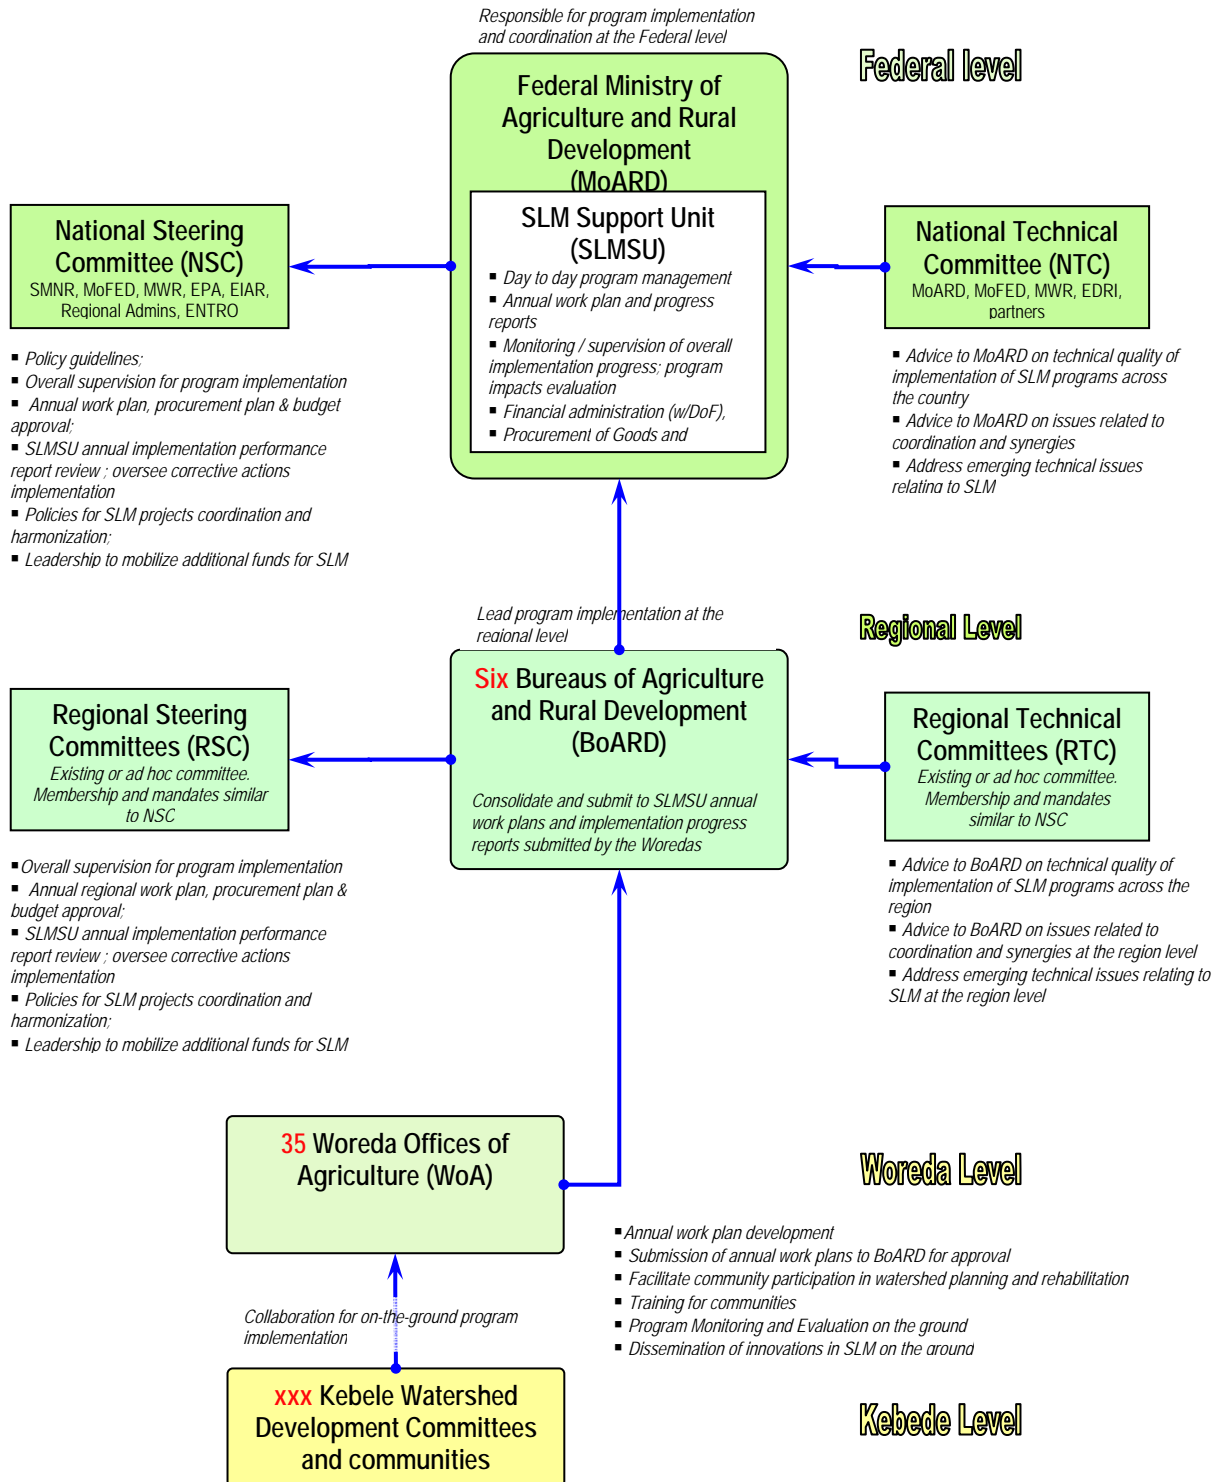 Responsible for program implementation
and coordination at the Federal level
Federal level
Federal Ministry of
Agriculture and Rural
Development
(MoARD)
SLM Support Unit
(SLMSU)
▪ Day to day program management
▪ Annual work plan and progress
reports
▪ Monitoring / supervision of overall
implementation progress; program
impacts evaluation
▪ Financial administration (w/DoF),
▪ Procurement of Goods and
National Steering
Committee (NSC)
SMNR, MoFED, MWR, EPA, EIAR,
Regional Admins, ENTRO
▪ Policy guidelines;
▪ Overall supervision for program implementation
▪ Annual work plan, procurement plan & budget
approval;
▪ SLMSU annual implementation performance
report review ; oversee corrective actions
implementation
▪ Policies for SLM projects coordination and
harmonization;
▪ Leadership to mobilize additional funds for SLM
National Technical
Committee (NTC)
MoARD, MoFED, MWR, EDRI,
partners
▪ Advice to MoARD on technical quality of
implementation of SLM programs across
the country
▪ Advice to MoARD on issues related to
coordination and synergies
▪ Address emerging technical issues
relating to SLM
Lead program implementation at the
regional level
Regional Level
Six Bureaus of Agriculture
and Rural Development
(BoARD)
Consolidate and submit to SLMSU annual
work plans and implementation progress
reports submitted by the Woredas
Regional Steering
Committees (RSC)
Existing or ad hoc committee.
Membership and mandates similar
to NSC
▪Overall supervision for program implementation
▪ Annual regional work plan, procurement plan &
budget approval;
▪ SLMSU annual implementation performance
report review ; oversee corrective actions
implementation
▪ Policies for SLM projects coordination and
harmonization;
▪ Leadership to mobilize additional funds for SLM
Regional Technical
Committees (RTC)
Existing or ad hoc committee.
Membership and mandates
similar to NSC
▪ Advice to BoARD on technical quality of
implementation of SLM programs across the
region
▪ Advice to BoARD on issues related to
coordination and synergies at the region level
▪ Address emerging technical issues relating to
SLM at the region level
35 Woreda Offices of
Agriculture (WoA)
Woreda Level
▪Annual work plan development
▪ Submission of annual work plans to BoARD for approval
▪ Facilitate community participation in watershed planning and rehabilitation
▪ Training for communities
▪ Program Monitoring and Evaluation on the ground
▪ Dissemination of innovations in SLM on the ground
Collaboration for on-the-ground program
implementation
xxx Kebele Watershed
Development Committees
and communities
Kebede Level